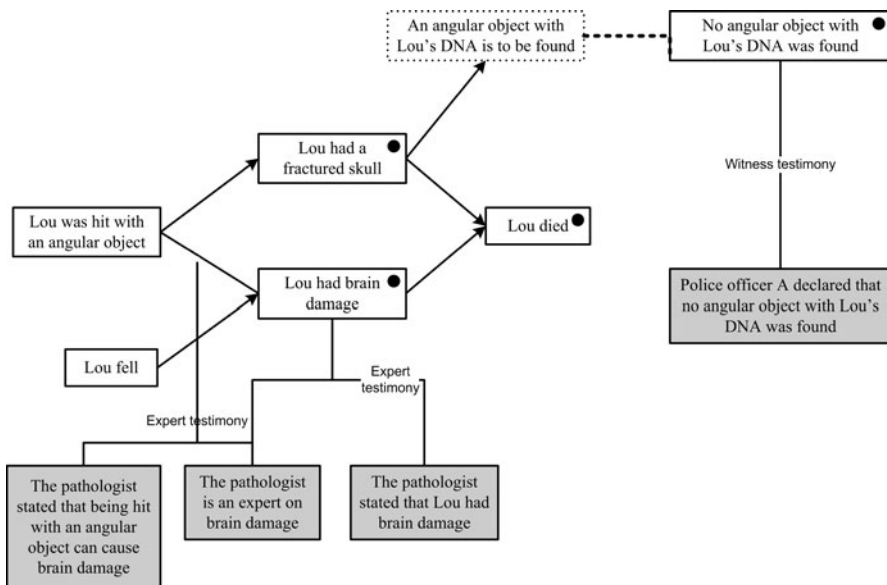 An angular object with
Lou's DNA is to be found
No angular object with
Lou's DNA was found
Lou had a
fractured skull
Witness testimony
Lou was hit with
an angular object
Lou died
Lou had brain
damage
Police officer A declared that
no angular object with Lou's
DNA was found
Lou fell
Expert
testimony
Expert testimony
The pathologist
stated that being hit
with an angular
object can cause
brain damage
The pathologist
is an expert on
brain damage
The pathologist
stated that Lou had
brain damage